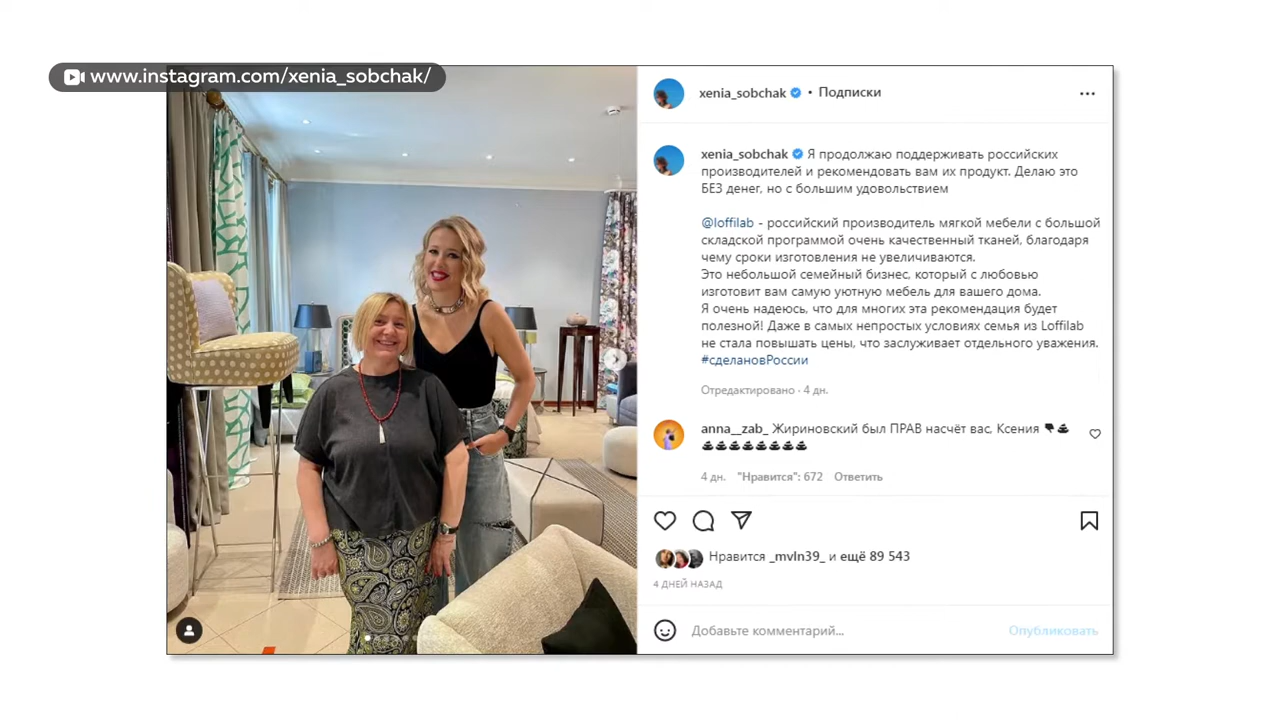 www.instagram.com/xenia_sobchak/
xenia_sobchak • Подписки
xenia_sobchak Я продолжаю поддерживать российских
производителей и рекомендовать вам их продукт. Делаю это
БЕЗ денег, но с большим удовольствием
@loffilab - российский производитель мягкой мебели с большой
складской программой очень качественный тканей, благодаря
чему сроки изготовления не увеличиваются.
Это небольшой семейный бизнес, который с любовью
изготовит вам самую уютную мебель для вашего дома.
Я очень надеюсь, что для многих эта рекомендация будет
полезной! Даже в самых непростых условиях семья из Loffilab
не стала повышать цены, что заслуживает отдельного уважения.
#сделановРоссии
Отредактировано · 4 дн.
anna__zab_ Жириновский был ПРАВ насчёт вас, Ксения
4 дн. "Нравится": 672 Ответить
Нравится _mvln39_ и ещё 89 543
4 ДНЕЙ НАЗАД
Добавьте комментарий... Опубликовать